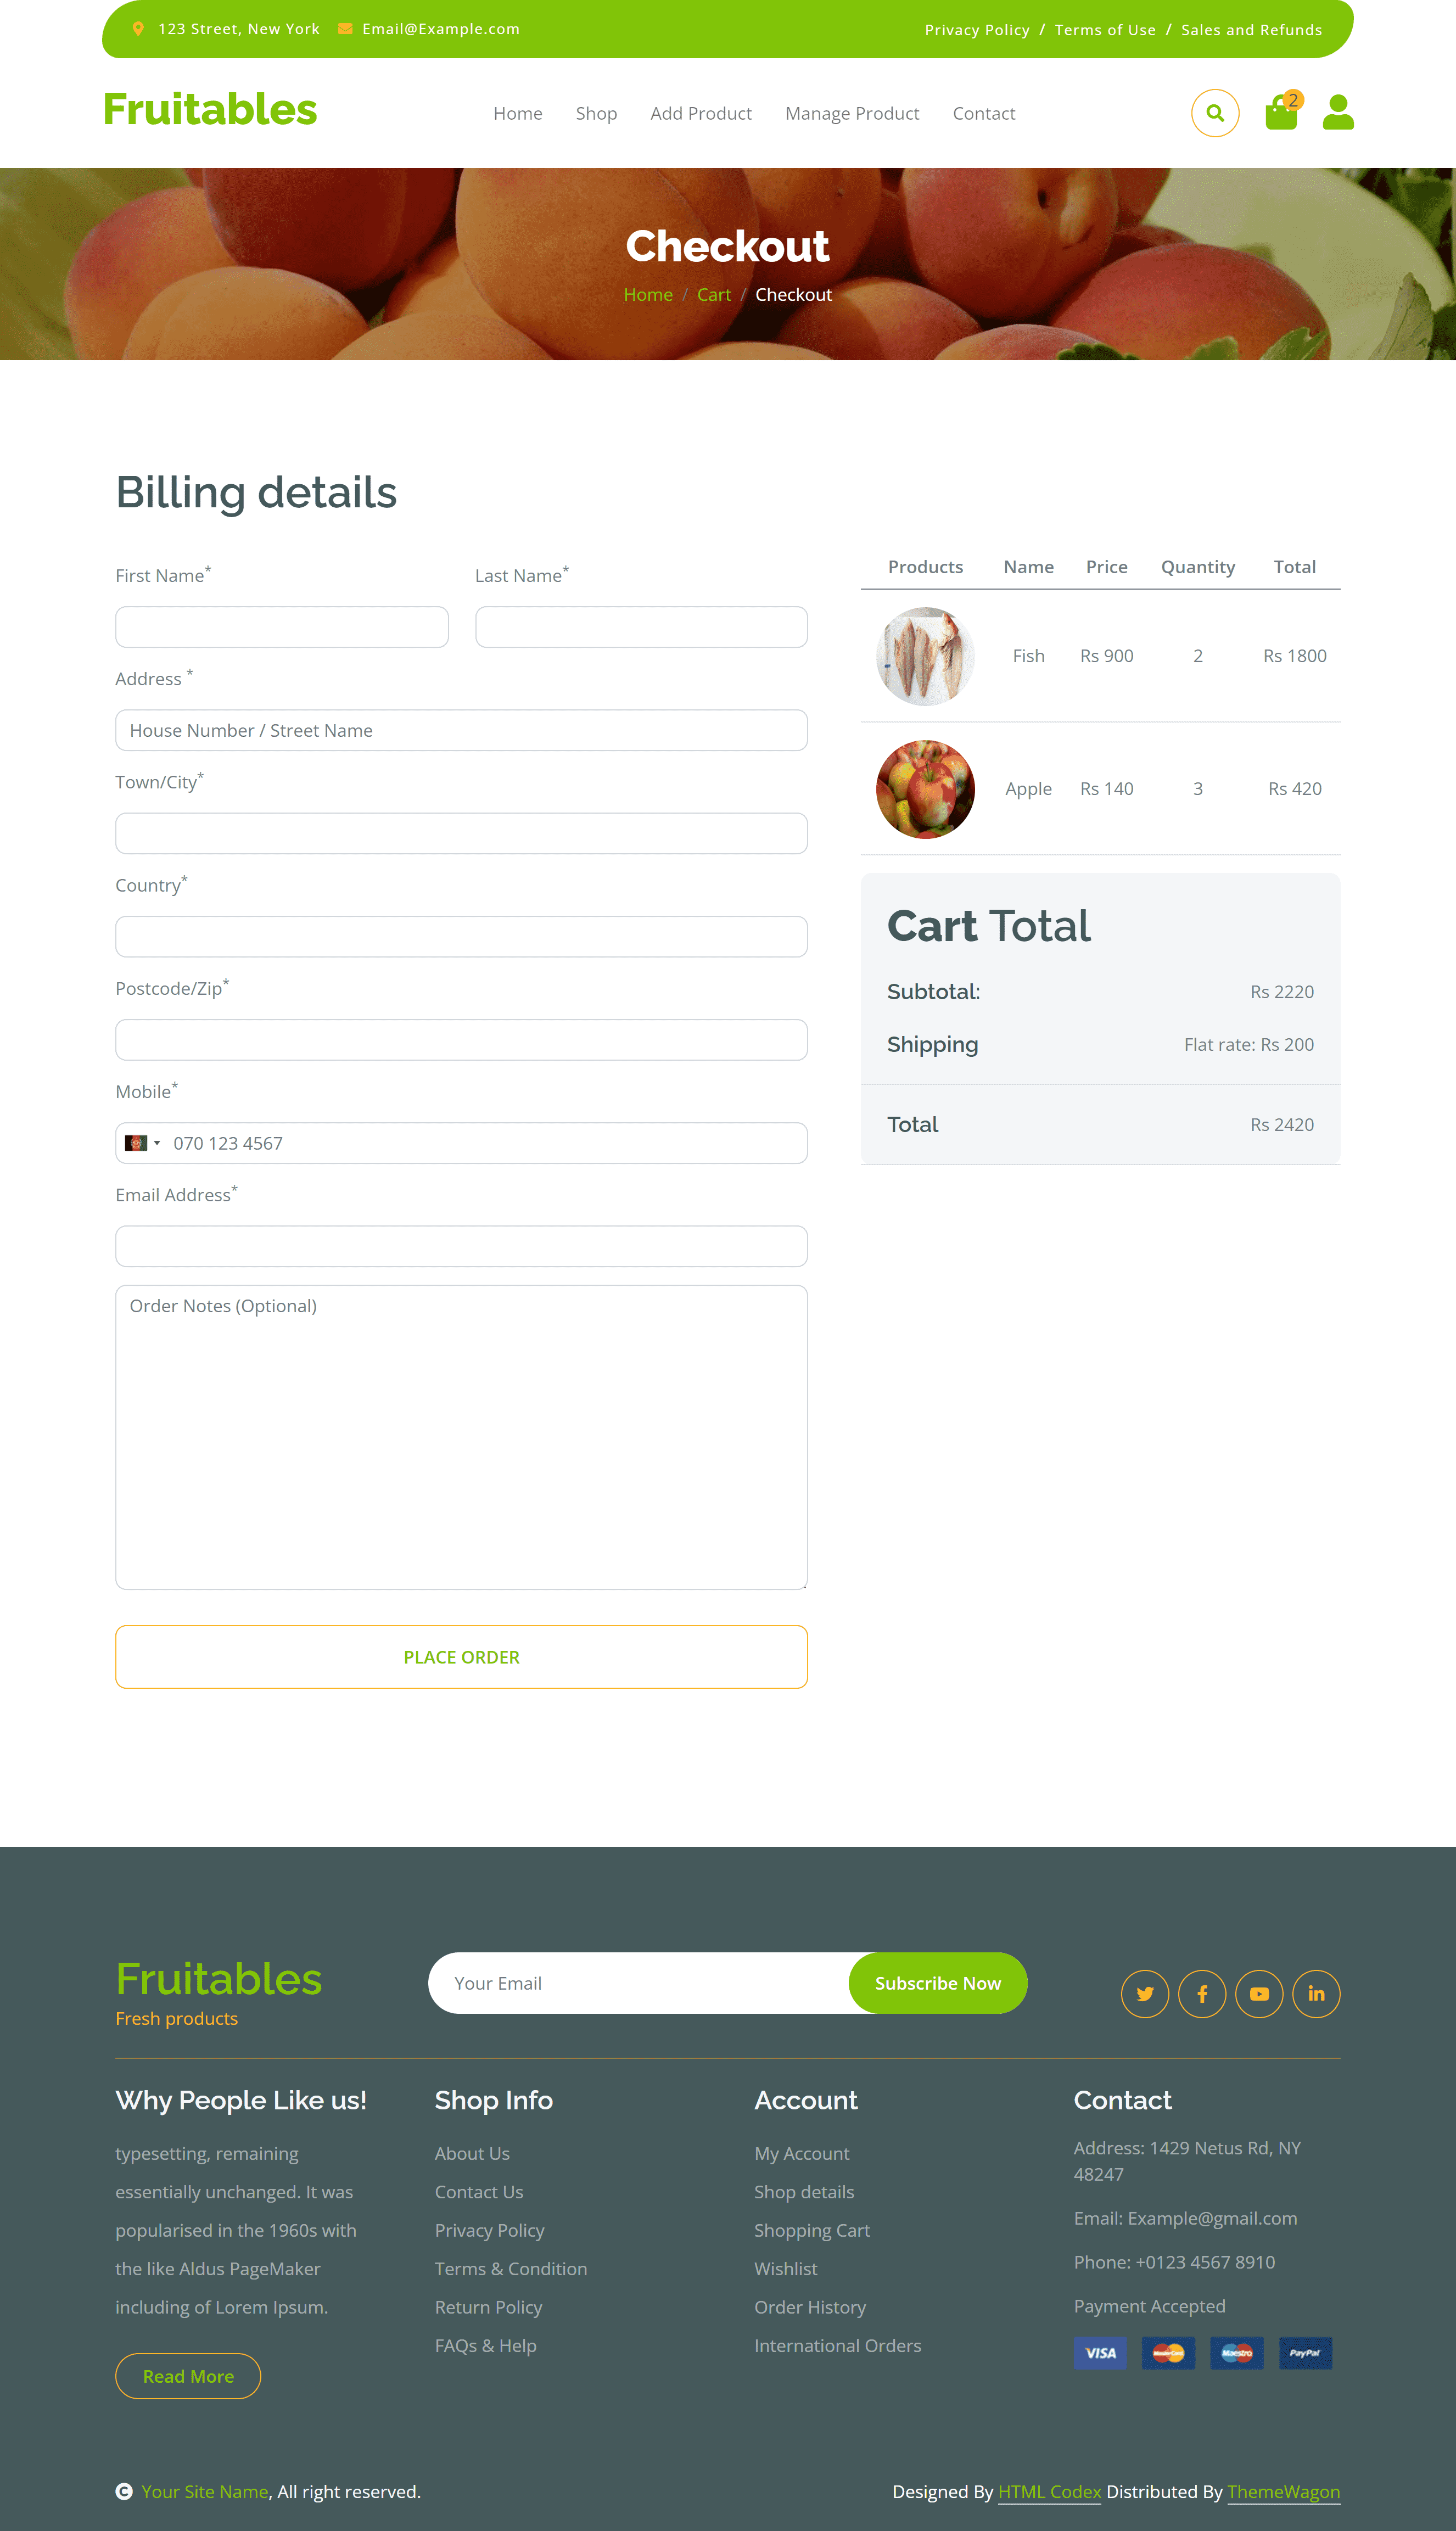 123 Street, New York Email@Example.com Privacy Policy / Terms of Use / Sales and Refunds
Fruitables Home Shop Add Product Manage Product Contact 2
Checkout
Home / Cart / Checkout
Billing details
First Name* Last Name*
Address *
House Number / Street Name
Town/City*
Country*
Postcode/Zip*
Mobile*
070 123 4567
Email Address*
Order Notes (Optional)
PLACE ORDER
Products Name Price Quantity Total
Fish Rs 900 2 Rs 1800
Apple Rs 140 3 Rs 420
Cart Total
Subtotal: Rs 2220
Shipping Flat rate: Rs 200
Total Rs 2420
Fruitables
Fresh products
Your Email Subscribe Now
Why People Like us!
typesetting, remaining
essentially unchanged. It was
popularised in the 1960s with
the like Aldus PageMaker
including of Lorem Ipsum.
Read More
Shop Info
About Us
Contact Us
Privacy Policy
Terms & Condition
Return Policy
FAQs & Help
Account
My Account
Shop details
Shopping Cart
Wishlist
Order History
International Orders
Contact
Address: 1429 Netus Rd, NY
48247
Email: Example@gmail.com
Phone: +0123 4567 8910
Payment Accepted
VISA MasterCard Maestro PayPal
Your Site Name, All right reserved.
Designed By HTML Codex Distributed By ThemeWagon